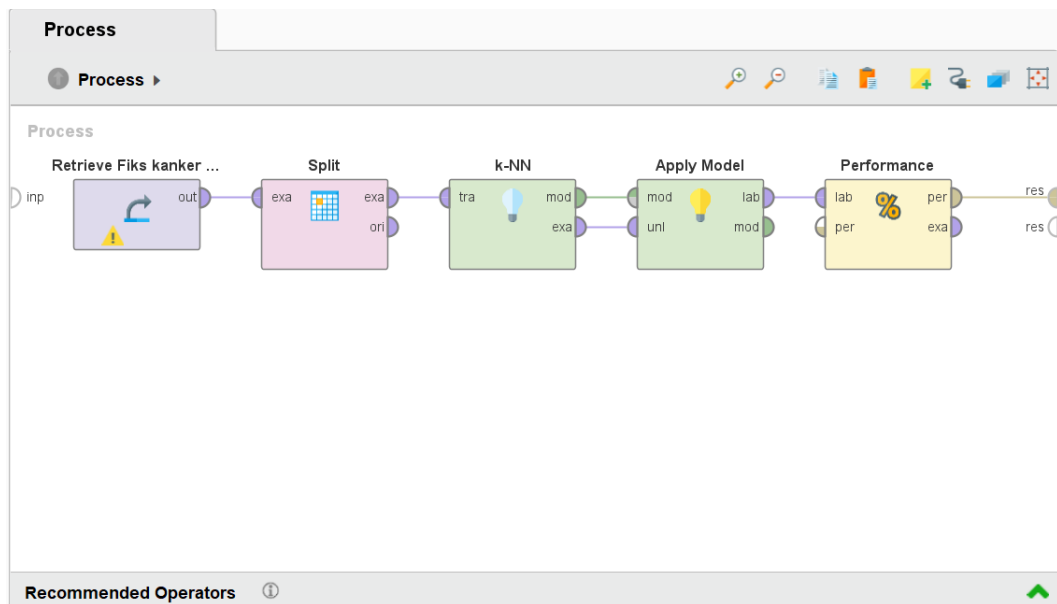 Process
Process
Process
Retrieve Fiks kanker ...
Split
k-NN
Apply Model
Performance
inp
out
exa
exa
tra
mod
mod
lab
lab
%
per
res
ori
exa
unl
mod
per
exa
res
Recommended Operators